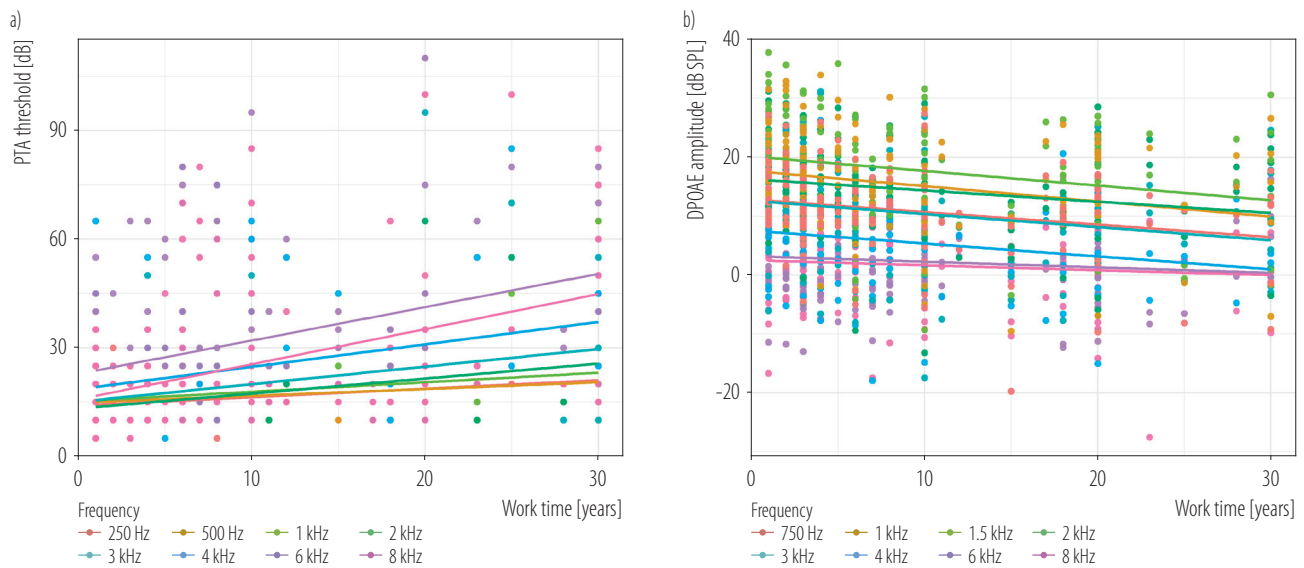 a)
PTA threshold [dB]
90
60
30
0
0
10
20
30
Work time [years]
Frequency
250 Hz 500 Hz 1 kHz 2 kHz
3 kHz 4 kHz 6 kHz 8 kHz
b)
DPOAE amplitude [dB SPL]
40
20
0
-20
0
10
20
30
Work time [years]
Frequency
750 Hz 1 kHz 1.5 kHz 2 kHz
3 kHz 4 kHz 6 kHz 8 kHz